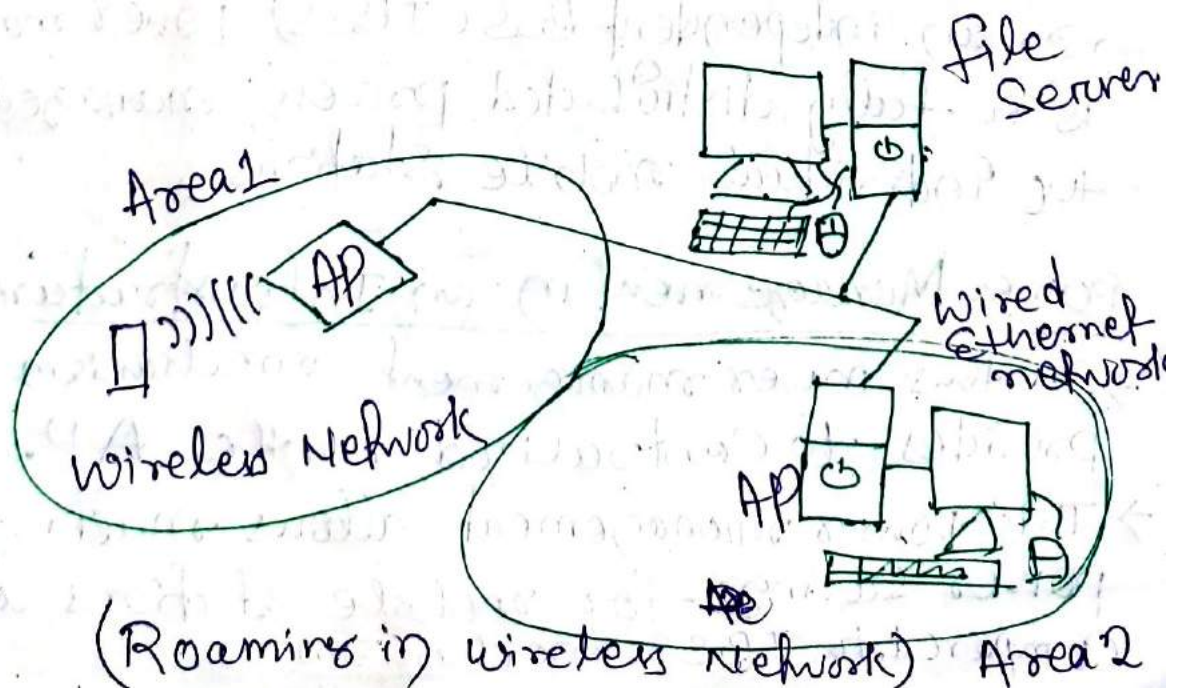 File
Server
Area1
AP
Wired
Ethernet
network
Wireless Network
AP
(Roaming in wireless Network) Area2